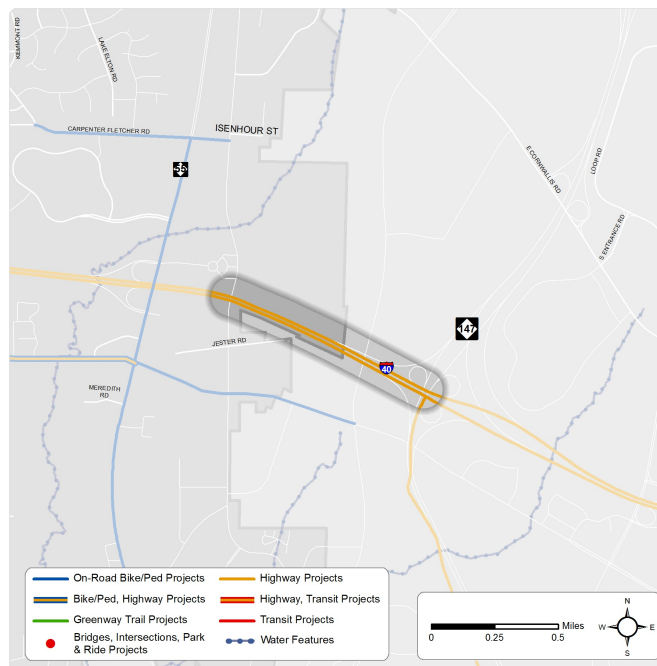 KEMMONT RD
LAKE ELTON RD
CARPENTER FLETCHER RD
ISENHOUR ST
55
E CORNWALLIS RD
LOOP RD
S ENTRANCE RD
147
JESTER RD
40
MEREDITH
RD
On-Road Bike/Ped Projects
Highway Projects
Bike/Ped, Highway Projects
Highway, Transit Projects
Greenway Trail Projects
Transit Projects
Bridges, Intersections, Park
& Ride Projects
Water Features
Miles
0 0.25 0.5
N
W E
S